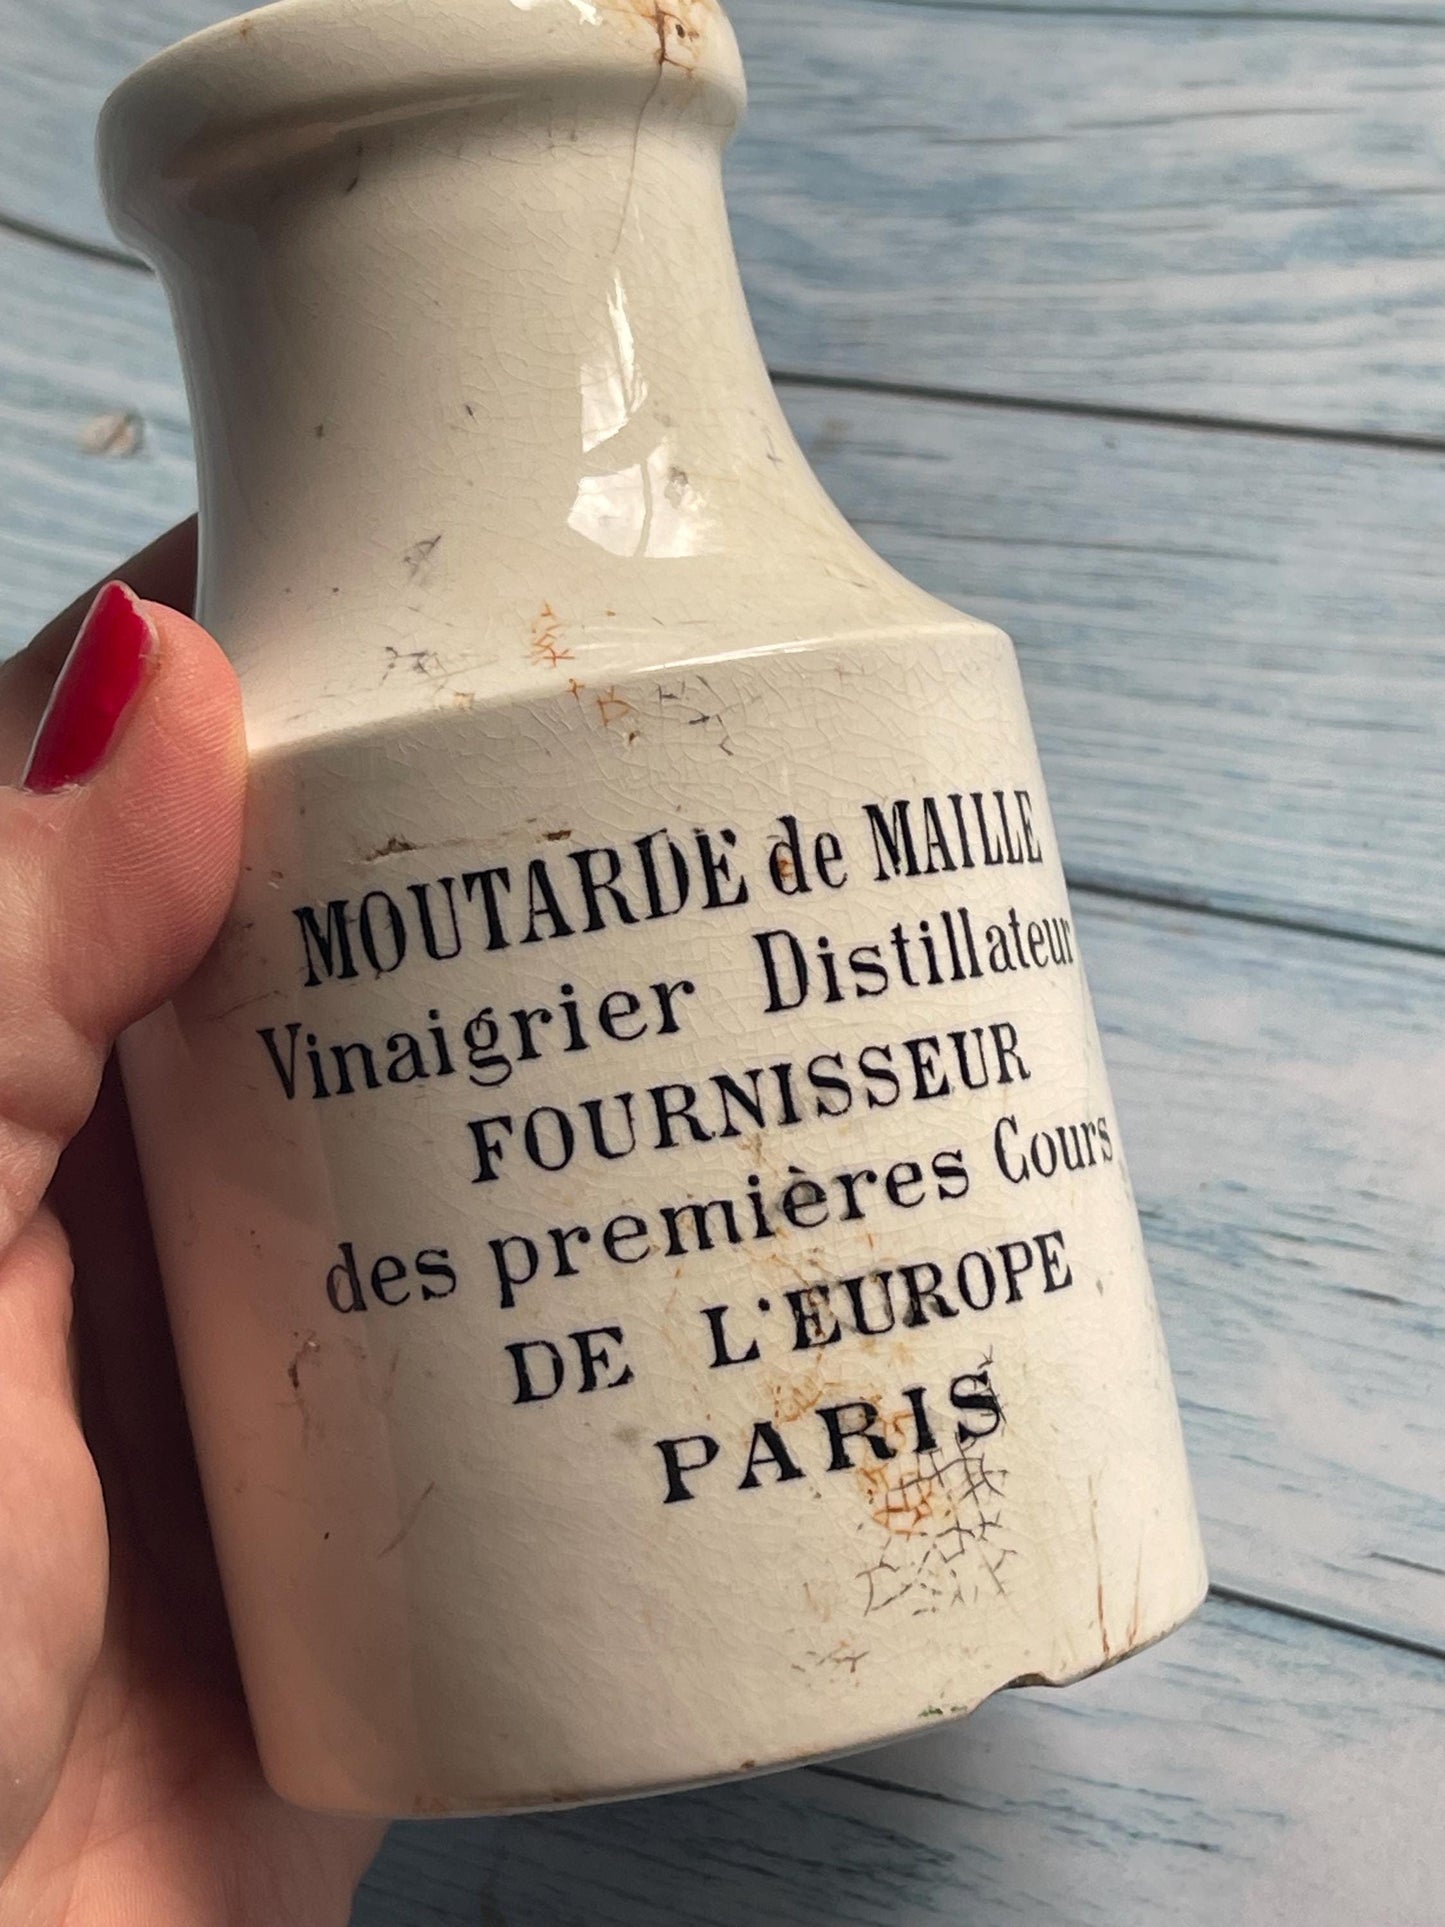 MOUTARDE de MAILLE
Vinaigrier Distillateur
FOURNISSEUR
des premières Cours
DE L'EUROPE
PARIS